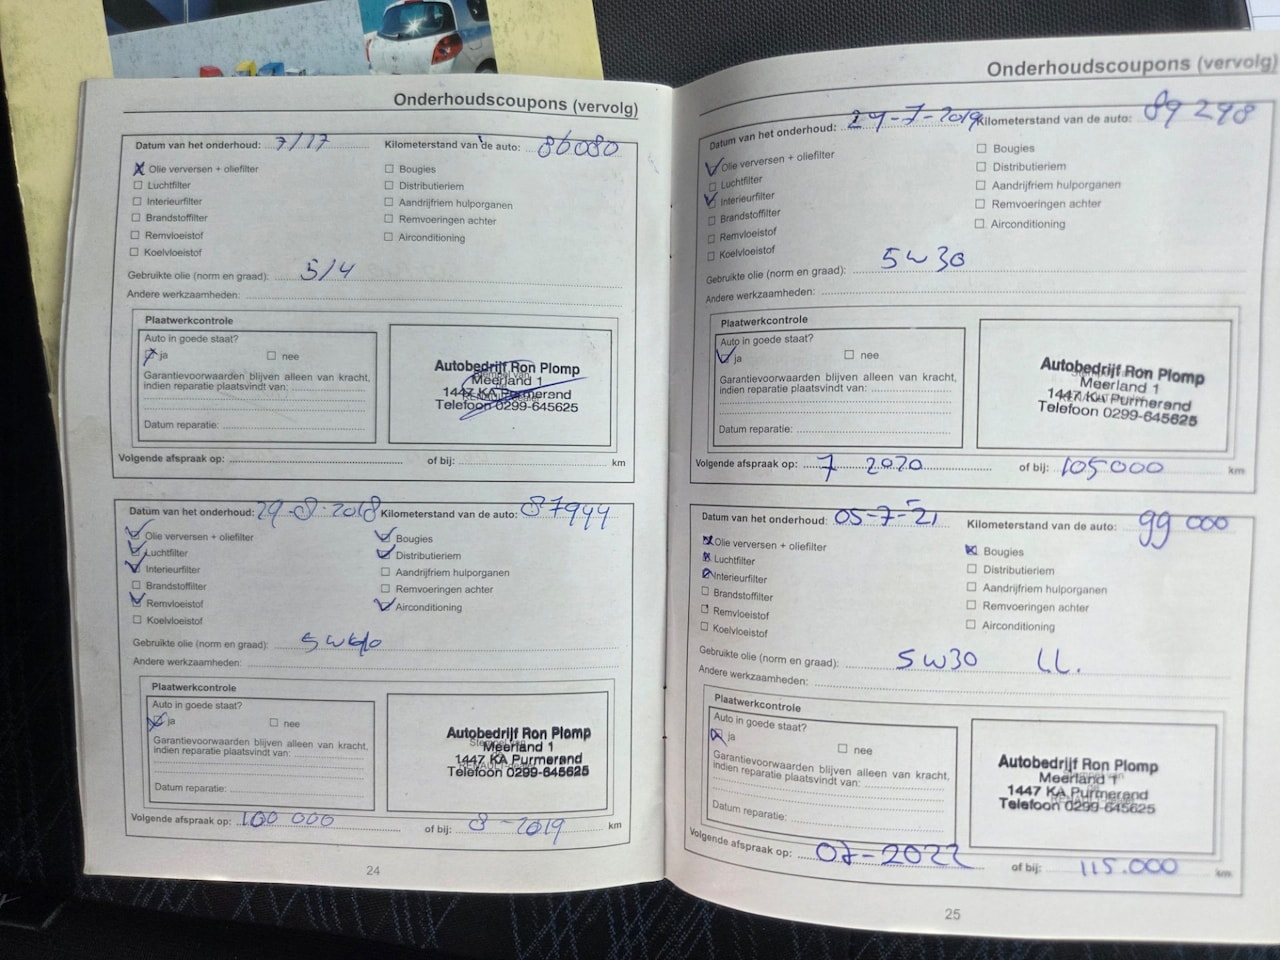 Onderhoudscoupons (vervolg)
Datum van het onderhoud: 7/17 Kilometerstand van de auto: 86080
Olie verversen + oliefilter
Luchtfilter
Interieurfilter
Brandstoffilter
Remvloeistof
Koelvloeistof
Bougies
Distributieriem
Aandrijfriem hulporganen
Remvoeringen achter
Airconditioning
Gebruikte olie (norm en graad): 5/4
Andere werkzaamheden:
Plaatwerkcontrole
Auto in goede staat?
ja nee
Garantievoorwaarden blijven alleen van kracht,
indien reparatie plaatsvindt van:
Datum reparatie:
Autobedrijf Ron Plomp
Meerland 1
1447 KA Purmerend
Telefoon 0299-645625
Volgende afspraak op: of bij: km
Datum van het onderhoud: 29-8-2018 Kilometerstand van de auto: 87944
Olie verversen + oliefilter
Luchtfilter
Interieurfilter
Brandstoffilter
Remvloeistof
Koelvloeistof
Bougies
Distributieriem
Aandrijfriem hulporganen
Remvoeringen achter
Airconditioning
Gebruikte olie (norm en graad): 5w40
Andere werkzaamheden:
Plaatwerkcontrole
Auto in goede staat?
ja nee
Garantievoorwaarden blijven alleen van kracht,
indien reparatie plaatsvindt van:
Datum reparatie:
Autobedrijf Ron Plomp
Meerland 1
1447 KA Purmerend
Telefoon 0299-645625
Volgende afspraak op: 100 000 of bij: 8-2019 km
24
Onderhoudscoupons (vervolg)
Datum van het onderhoud: 29-7-2019 Kilometerstand van de auto: 89298
Olie verversen + oliefilter
Luchtfilter
Interieurfilter
Brandstoffilter
Remvloeistof
Koelvloeistof
Bougies
Distributieriem
Aandrijfriem hulporganen
Remvoeringen achter
Airconditioning
Gebruikte olie (norm en graad): 5w30
Andere werkzaamheden:
Plaatwerkcontrole
Auto in goede staat?
ja nee
Garantievoorwaarden blijven alleen van kracht,
indien reparatie plaatsvindt van:
Datum reparatie:
Autobedrijf Ron Plomp
Meerland 1
1447 KA Purmerend
Telefoon 0299-645625
Volgende afspraak op: 7 2020 of bij: 105000 km
Datum van het onderhoud: 05-7-21 Kilometerstand van de auto: 99 000
Olie verversen + oliefilter
Luchtfilter
Interieurfilter
Brandstoffilter
Remvloeistof
Koelvloeistof
Bougies
Distributieriem
Aandrijfriem hulporganen
Remvoeringen achter
Airconditioning
Gebruikte olie (norm en graad): 5W30 LL.
Andere werkzaamheden:
Plaatwerkcontrole
Auto in goede staat?
ja nee
Garantievoorwaarden blijven alleen van kracht,
indien reparatie plaatsvindt van:
Datum reparatie:
Autobedrijf Ron Plomp
Meerland 1
1447 KA Purmerend
Telefoon 0299-645625
Volgende afspraak op: 07-2022 of bij: 115.000 km
25